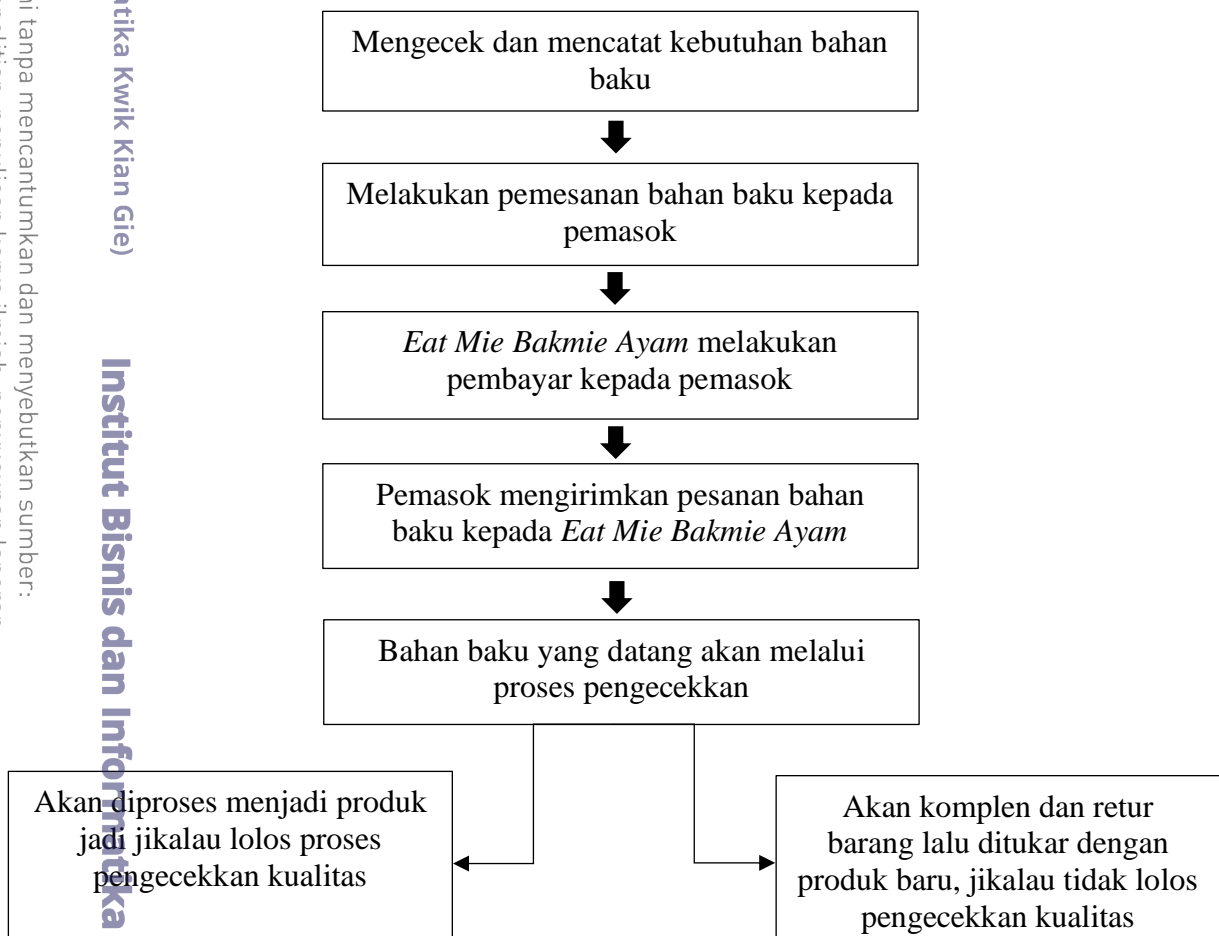 Mengecek dan mencatat kebutuhan bahan
baku
Melakukan pemesanan bahan baku kepada
pemasok
Eat Mie Bakmie Ayam melakukan
pembayar kepada pemasok
Pemasok mengirimkan pesanan bahan
baku kepada Eat Mie Bakmie Ayam
Bahan baku yang datang akan melalui
proses pengecekkan
Akan diproses menjadi produk
jadi jikalau lolos proses
pengecekkan kualitas
Akan komplen dan retur
barang lalu ditukar dengan
produk baru, jikalau tidak lolos
pengecekkan kualitas
Kwik Kian Gie)
Institut Bisnis dan Informatika
tanpa mencantumkan dan menyebutkan sumber: